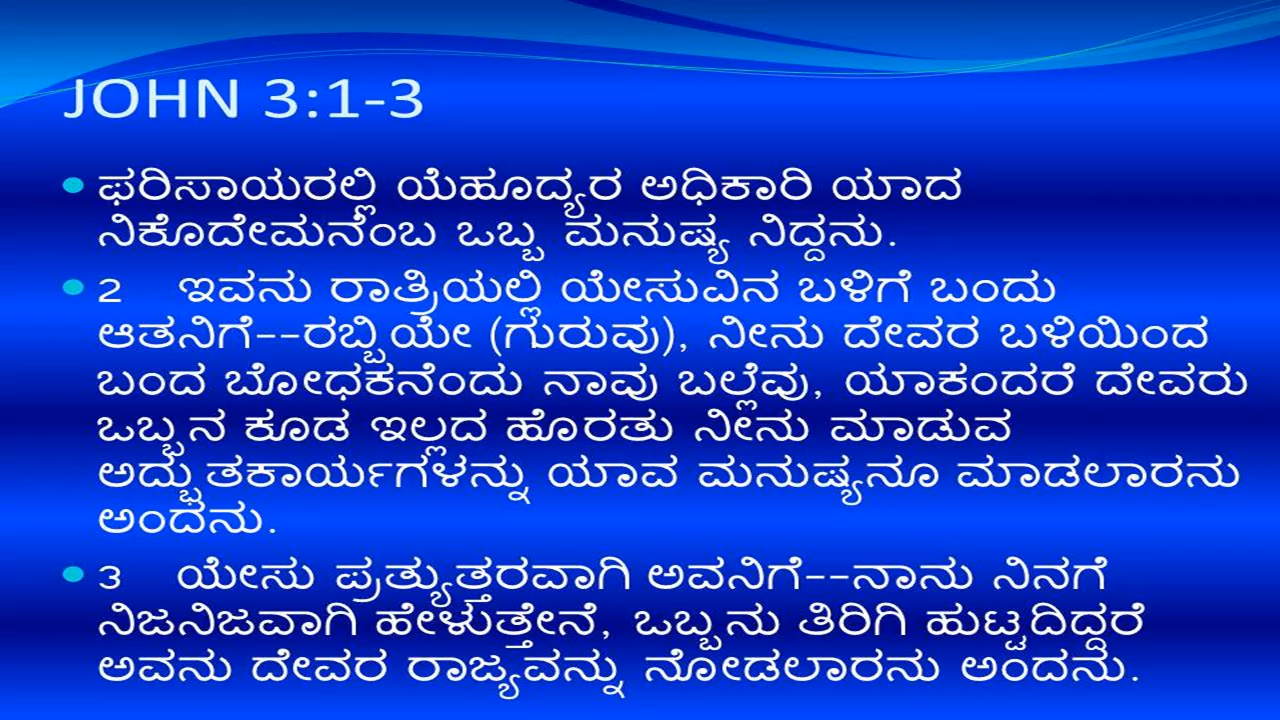 JOHN 3:1-3
• ಫರಿಸಾಯರಲ್ಲಿ ಯೆಹೂದ್ಯರ ಅಧಿಕಾರಿ ಯಾದ
ನಿಕೊದೇಮನೆಂಬ ಒಬ್ಬ ಮನುಷ್ಯ ನಿದ್ದನು.
• 2 ಇವನು ರಾತ್ರಿಯಲ್ಲಿ ಯೇಸುವಿನ ಬಳಿಗೆ ಬಂದು
ಆತನಿಗೆ--ರಬ್ಬಿಯೇ (ಗುರುವು), ನೀನು ದೇವರ ಬಳಿಯಿಂದ
ಬಂದ ಬೋಧಕನೆಂದು ನಾವು ಬಲ್ಲೆವು, ಯಾಕಂದರೆ ದೇವರು
ಒಬ್ಬನ ಕೂಡ ಇಲ್ಲದ ಹೊರತು ನೀನು ಮಾಡುವ
ಅದ್ಭುತಕಾರ್ಯಗಳನ್ನು ಯಾವ ಮನುಷ್ಯನೂ ಮಾಡಲಾರನು
ಅಂದನು.
• 3 ಯೇಸು ಪ್ರತ್ಯುತ್ತರವಾಗಿ ಅವನಿಗೆ--ನಾನು ನಿನಗೆ
ನಿಜನಿಜವಾಗಿ ಹೇಳುತ್ತೇನೆ, ಒಬ್ಬನು ತಿರಿಗಿ ಹುಟ್ಟದಿದ್ದರೆ
ಅವನು ದೇವರ ರಾಜ್ಯವನ್ನು ನೋಡಲಾರನು ಅಂದನು.